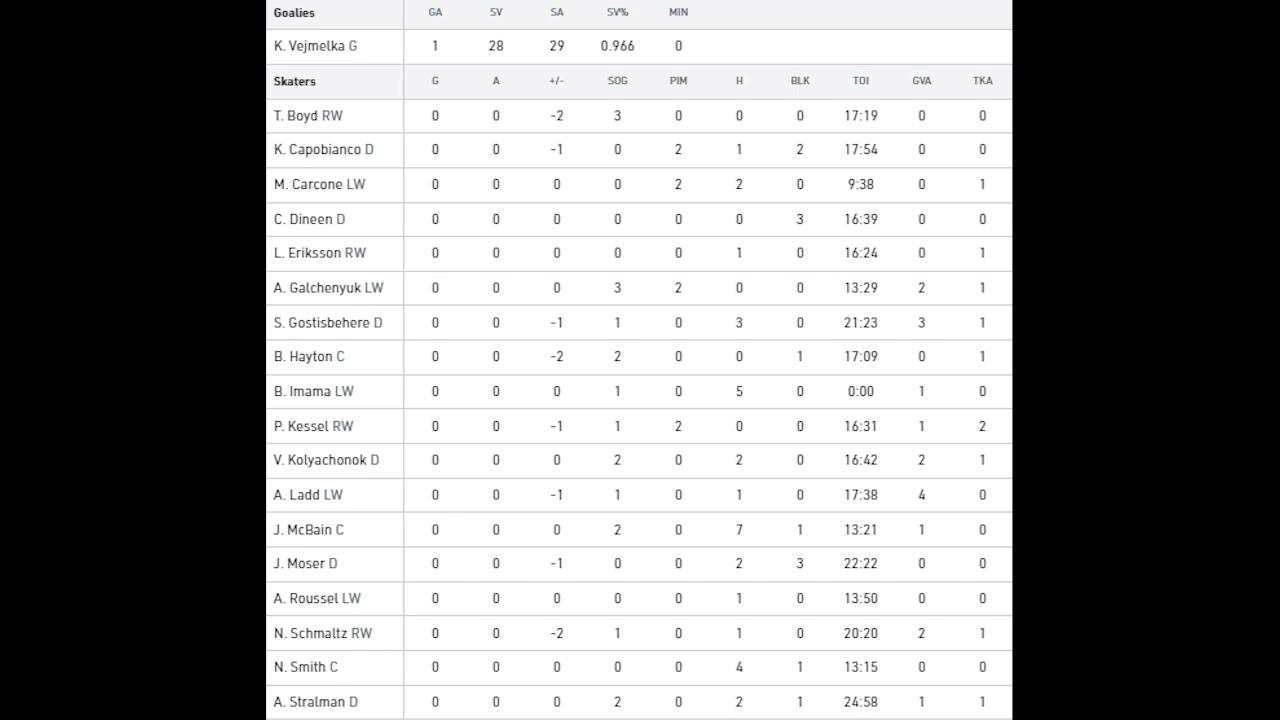 Goalies GA SV SA SV% MIN
K. Vejmelka G 1 28 29 0.966 0
Skaters G A +/- SOG PIM H BLK TOI GVA TKA
T. Boyd RW 0 0 -2 3 0 0 0 17:19 0 0
K. Capobianco D 0 0 -1 0 2 1 2 17:54 0 0
M. Carcone LW 0 0 0 0 2 2 0 9:38 0 1
C. Dineen D 0 0 0 0 0 0 3 16:39 0 0
L. Eriksson RW 0 0 0 0 0 1 0 16:24 0 1
A. Galchenyuk LW 0 0 0 3 2 0 0 13:29 2 1
S. Gostisbehere D 0 0 -1 1 0 3 0 21:23 3 1
B. Hayton C 0 0 -2 2 0 0 1 17:09 0 1
B. Imama LW 0 0 0 1 0 5 0 0:00 1 0
P. Kessel RW 0 0 -1 1 2 0 0 16:31 1 2
V. Kolyachonok D 0 0 0 2 0 2 0 16:42 2 1
A. Ladd LW 0 0 -1 1 0 1 0 17:38 4 0
J. McBain C 0 0 0 2 0 7 1 13:21 1 0
J. Moser D 0 0 -1 0 0 2 3 22:22 0 0
A. Roussel LW 0 0 0 0 0 1 0 13:50 0 0
N. Schmaltz RW 0 0 -2 1 0 1 0 20:20 2 1
N. Smith C 0 0 0 0 0 4 1 13:15 0 0
A. Stralman D 0 0 0 2 0 2 1 24:58 1 1